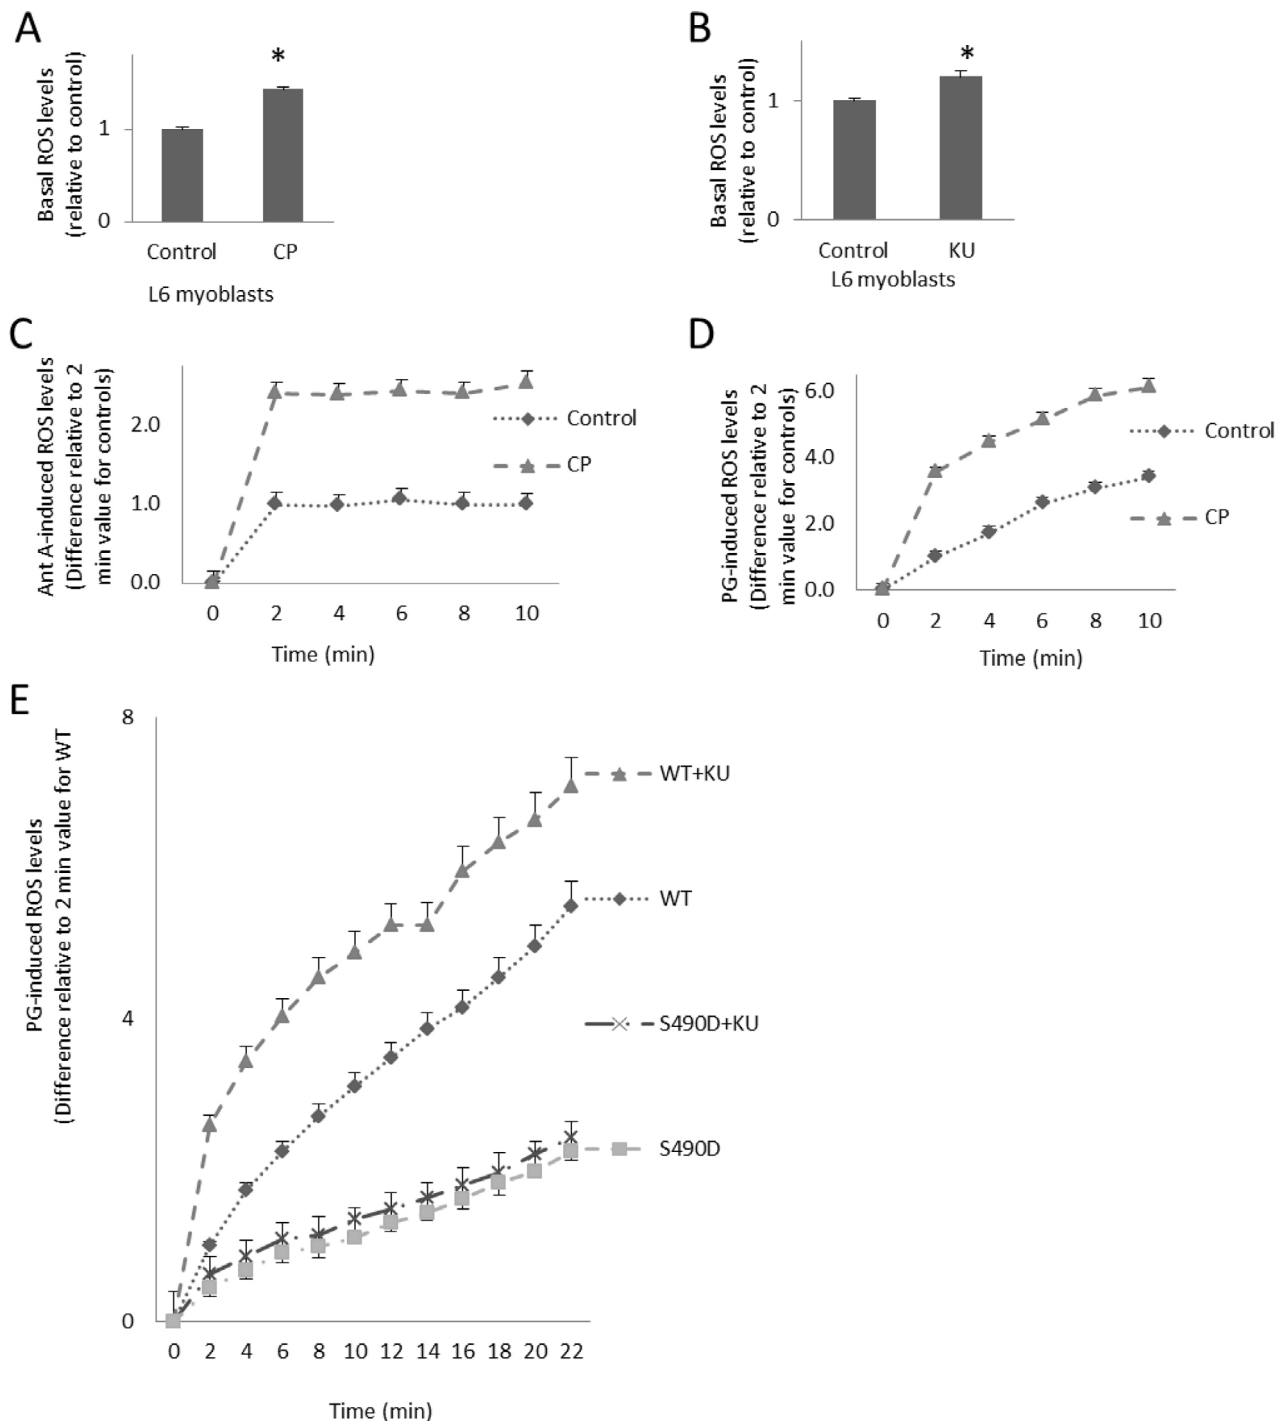 A
Basal ROS levels
(relative to control)
1
0
*
Control CP
L6 myoblasts
B
Basal ROS levels
(relative to control)
1
0
*
Control KU
L6 myoblasts
C
Ant A-induced ROS levels
(Difference relative to 2
min value for controls)
2.0
1.0
0.0
0 2 4 6 8 10
Time (min)
Control
CP
D
PG-induced ROS levels
(Difference relative to 2
min value for controls)
6.0
4.0
2.0
0.0
0 2 4 6 8 10
Time (min)
Control
CP
E
PG-induced ROS levels
(Difference relative to 2 min value for WT
8
4
0
0 2 4 6 8 10 12 14 16 18 20 22
Time (min)
WT+KU
WT
S490D+KU
S490D